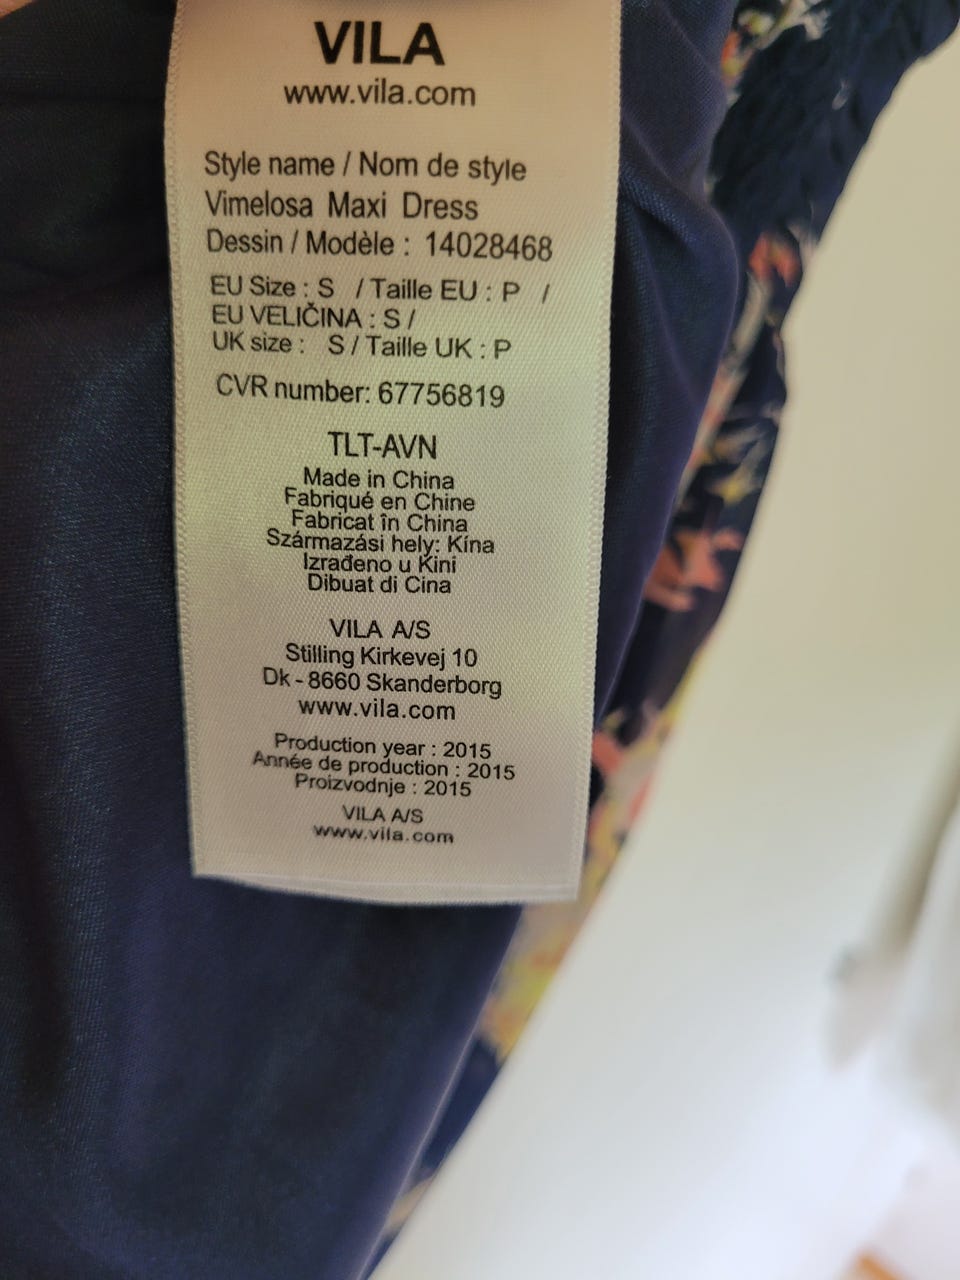 VILA
www.vila.com
Style name / Nom de style
Vimelosa Maxi Dress
Dessin / Modèle : 14028468
EU Size : S / Taille EU : P /
EU VELIČINA : S /
UK size : S / Taille UK : P
CVR number: 67756819
TLT-AVN
Made in China
Fabriqué en Chine
Fabricat în China
Származási hely: Kína
Izrađeno u Kini
Dibuat di Cina
VILA A/S
Stilling Kirkevej 10
Dk - 8660 Skanderborg
www.vila.com
Production year : 2015
Année de production : 2015
Proizvodnje : 2015
VILA A/S
www.vila.com